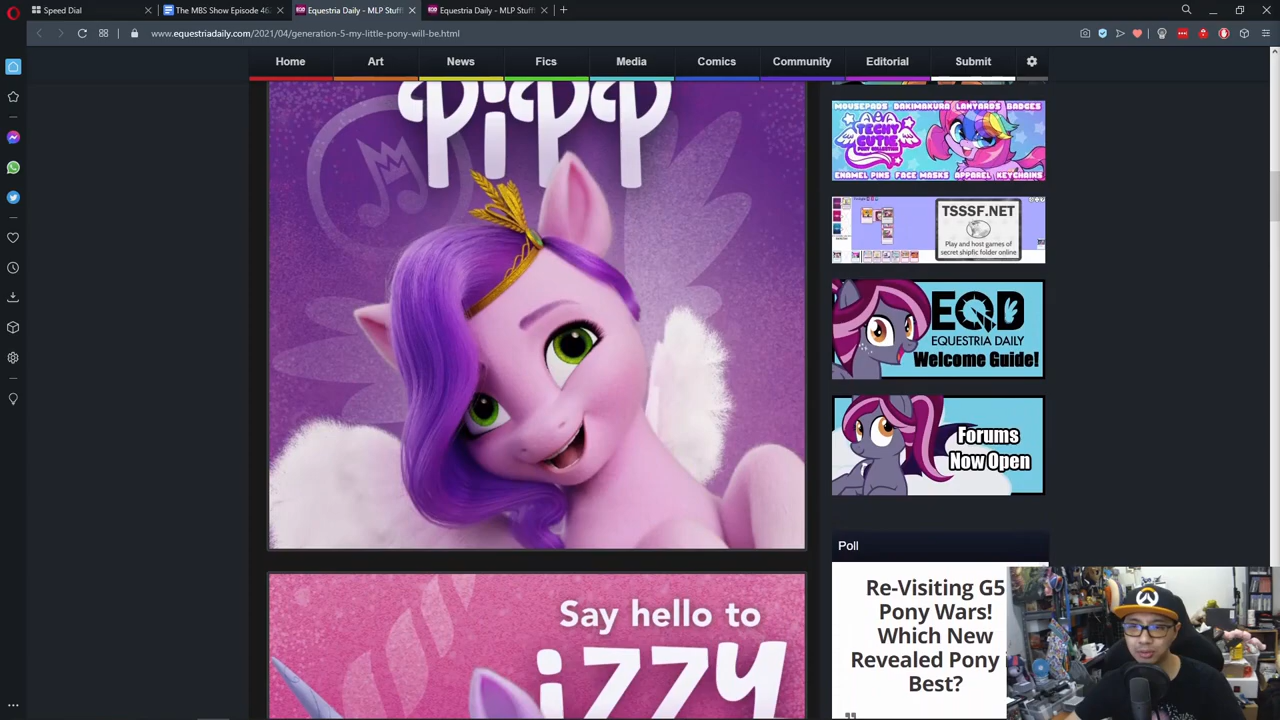 Speed Dial
The MBS Show Episode 46.
Equestria Daily - MLP Stuff
Equestria Daily - MLP Stuff
www.equestriadaily.com/2021/04/generation-5-my-little-pony-will-be.html
Home
Art
News
Fics
Media
Comics
Community
Editorial
Submit
Pipp
MOUSEPADS DAKIMAKURA LANYARDS BADGES
TECHY
CUTIE
ENAMEL PINS FACE MASKS APPAREL KEYCHAINS
TSSSF.NET
Play and host games of
secret shipfic folder online
EQD
EQUESTRIA DAILY
Welcome Guide!
Forums
Now Open
Poll
Re-Visiting G5
Pony Wars!
Which New
Revealed Pony
Best?
Say hello to
izzy